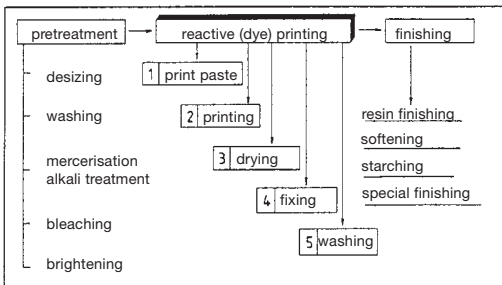 pretreatment
reactive (dye) printing
finishing
desizing
washing
mercerisation
alkali treatment
bleaching
brightening
1 print paste
2 printing
3 drying
4 fixing
5 washing
resin finishing
softening
starching
special finishing